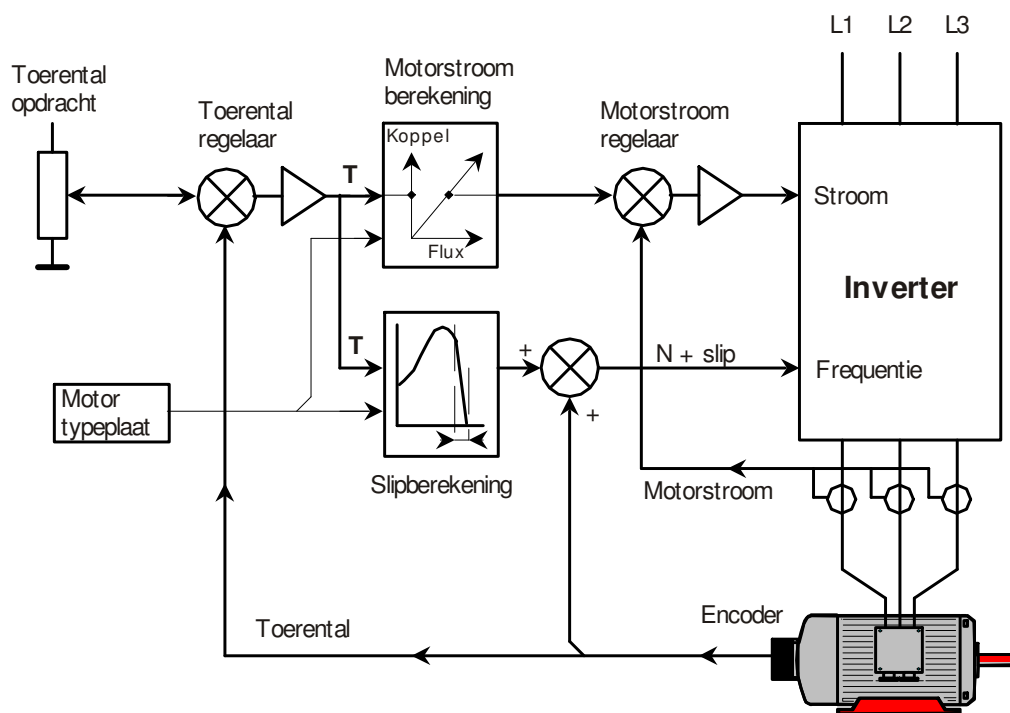 L1 L2 L3
Toerental
opdracht
Toerental
regelaar
Motorstroom
berekening
Motorstroom
regelaar
Koppel
T
Flux
Stroom
Inverter
T
+
N + slip
Frequentie
+
Motor
typeplaat
Slipberekening
Motorstroom
Toerental
Encoder